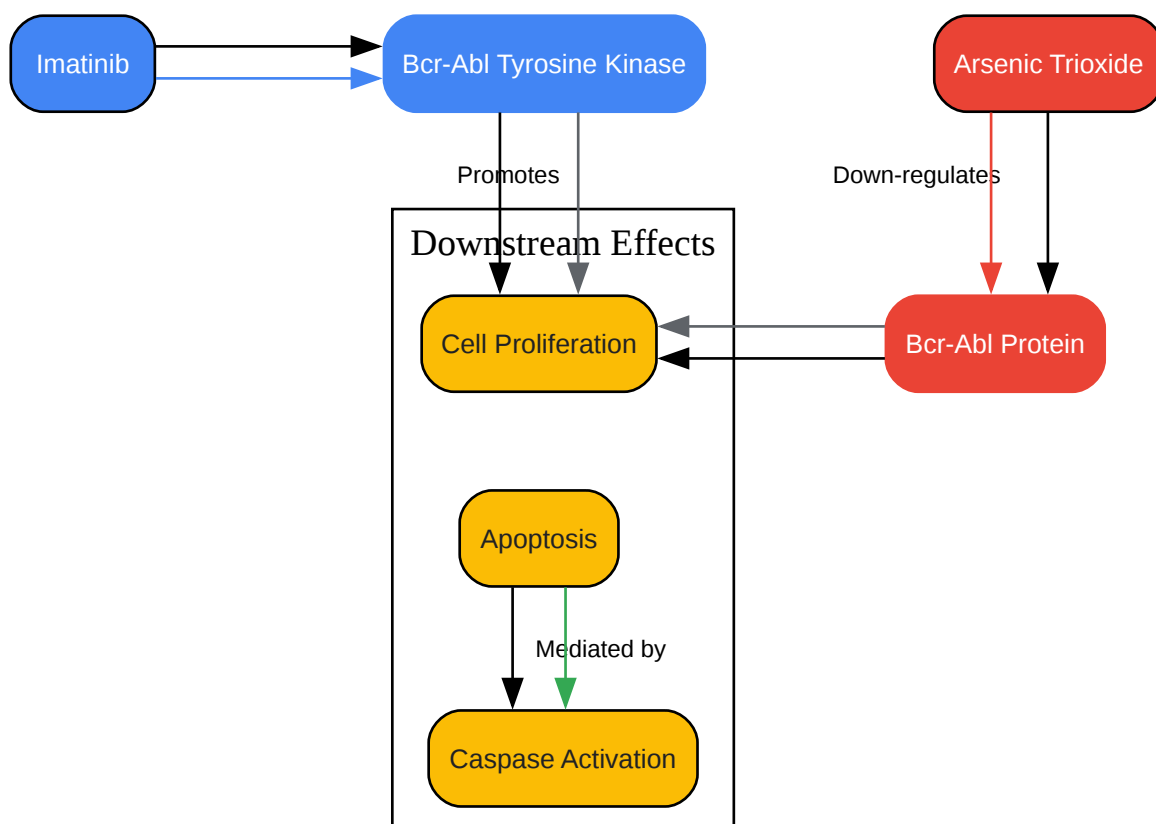 Imatinib
Bcr-Abl Tyrosine Kinase
Arsenic Trioxide
Promotes
Down-regulates
Downstream Effects
Cell Proliferation
Bcr-Abl Protein
Apoptosis
Mediated by
Caspase Activation